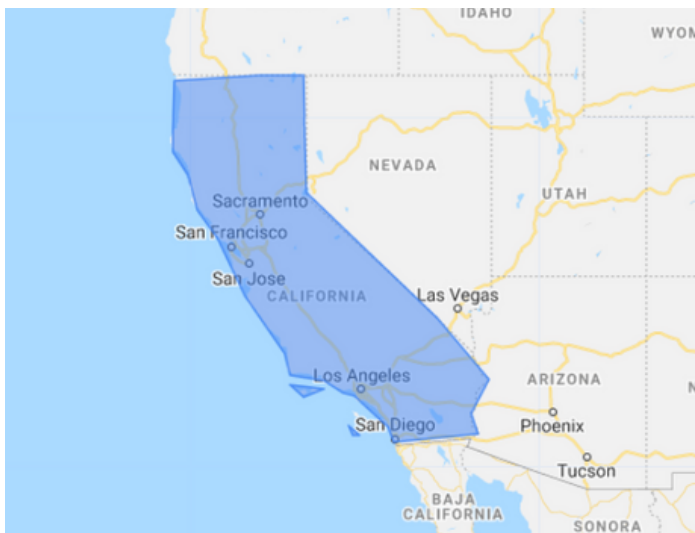 IDAHO
WYOM
NEVADA
UTAH
Sacramento
San Francisco
San Jose
CALIFORNIA
Las Vegas
Los Angeles
ARIZONA
N
San Diego
Phoenix
Tucson
BAJA
CALIFORNIA
SONORA